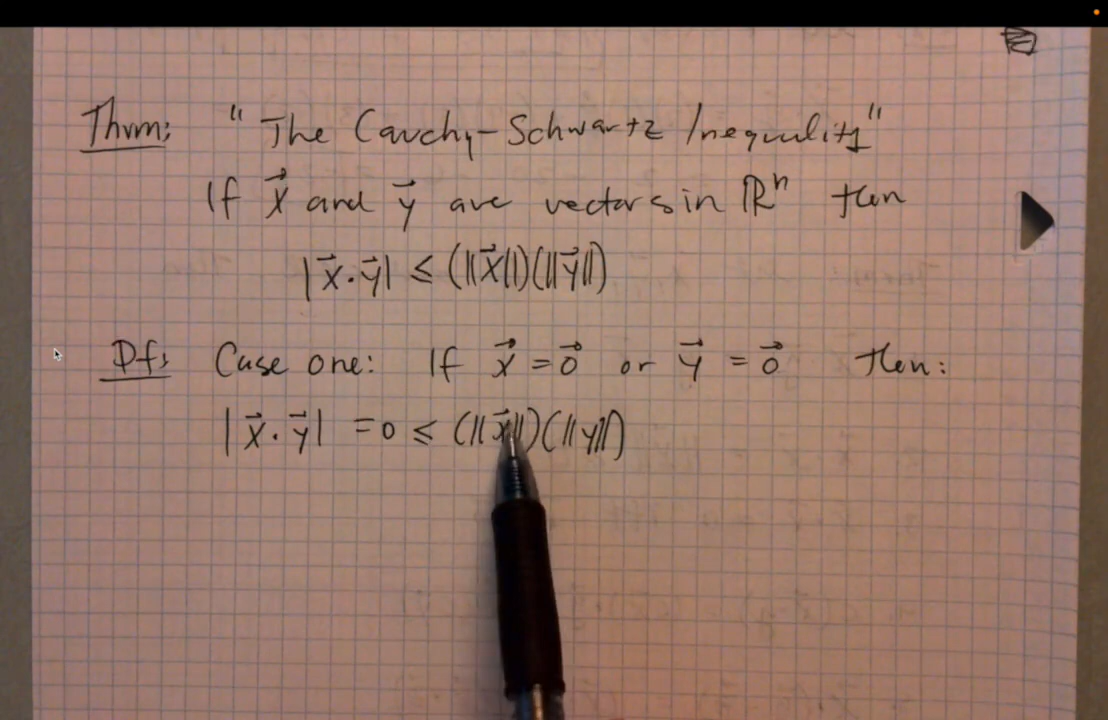 Thrm: "The Cauchy-Schwartz Inequality"
If x⃗ and y⃗ are vectors in ℝⁿ then
|x⃗·y⃗| ≤ (||x⃗||)(||y⃗||)
Pf: Case one: If x⃗ = 0⃗ or y⃗ = 0⃗ then:
|x⃗·y⃗| = 0 ≤ (||x⃗||)(||y||)